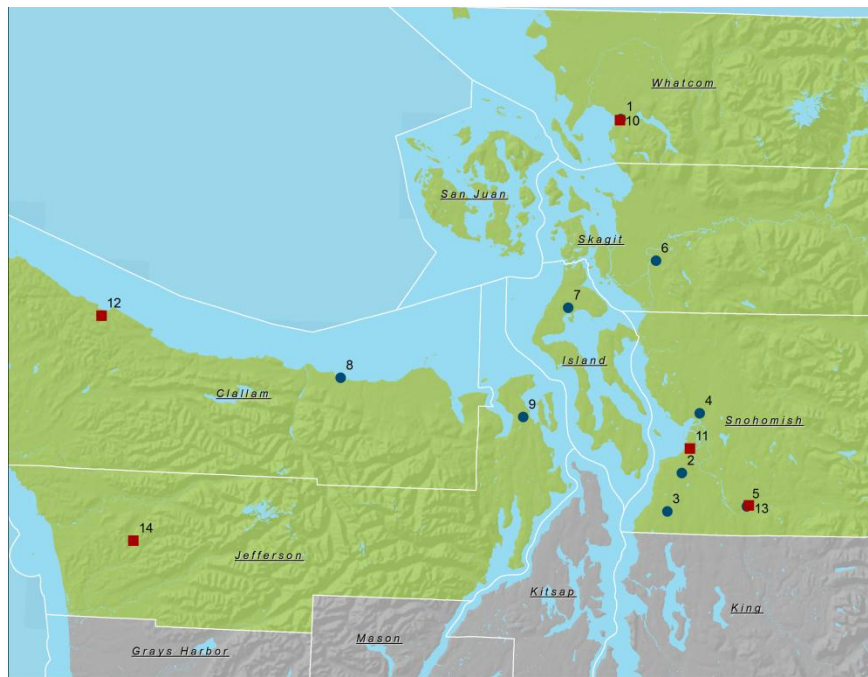 Whatcom
1
10
San Juan
Skagit
6
7
12
Island
8
Clallam
9
4
Snohomish
11
2
5
3
13
14
Jefferson
Kitsap
King
Mason
Grays Harbor